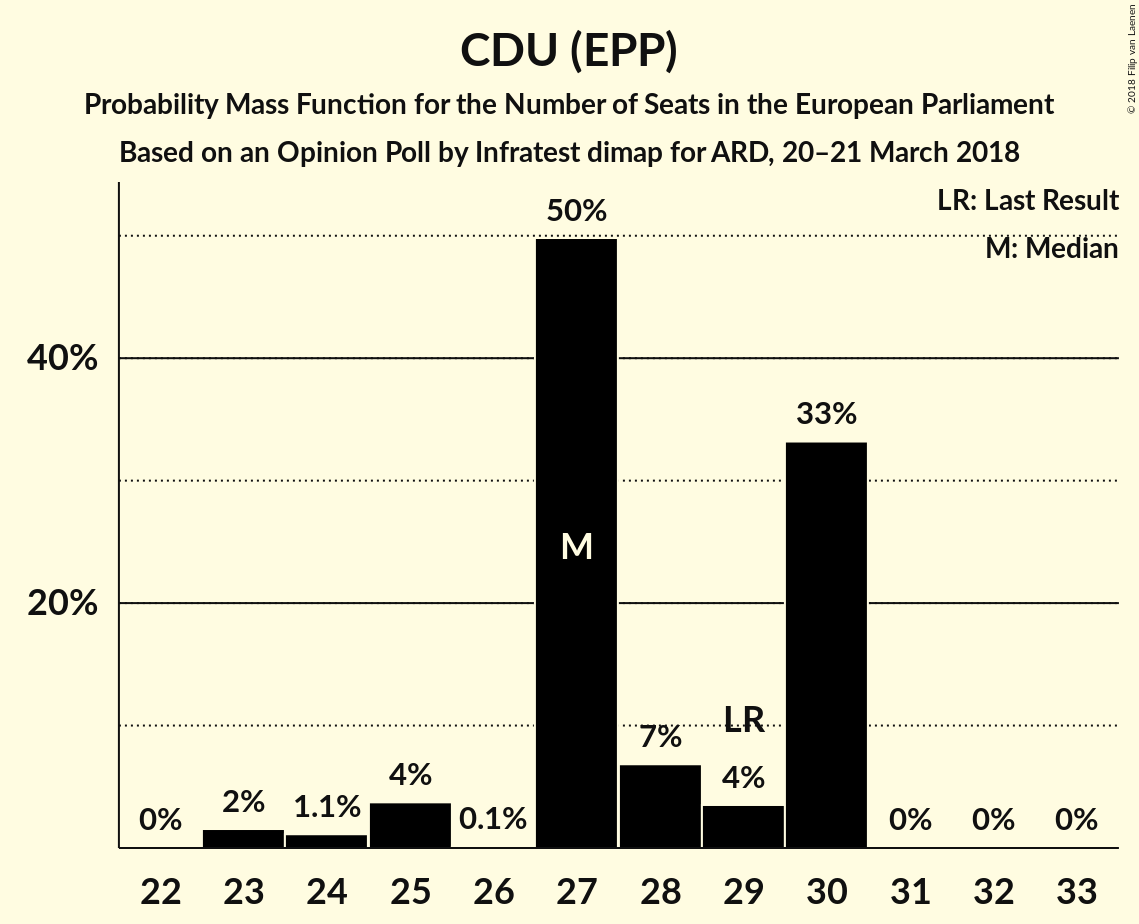 CDU (EPP)
Probability Mass Function for the Number of Seats in the European Parliament
Based on an Opinion Poll by Infratest dimap for ARD, 20–21 March 2018
© 2018 Filip van Laenen
LR: Last Result
M: Median
50%
40%
33%
M
20%
LR
7%
4%
4%
2%
1.1%
0%
0.1%
0%
0%
0%
22 23 24 25 26 27 28 29 30 31 32 33